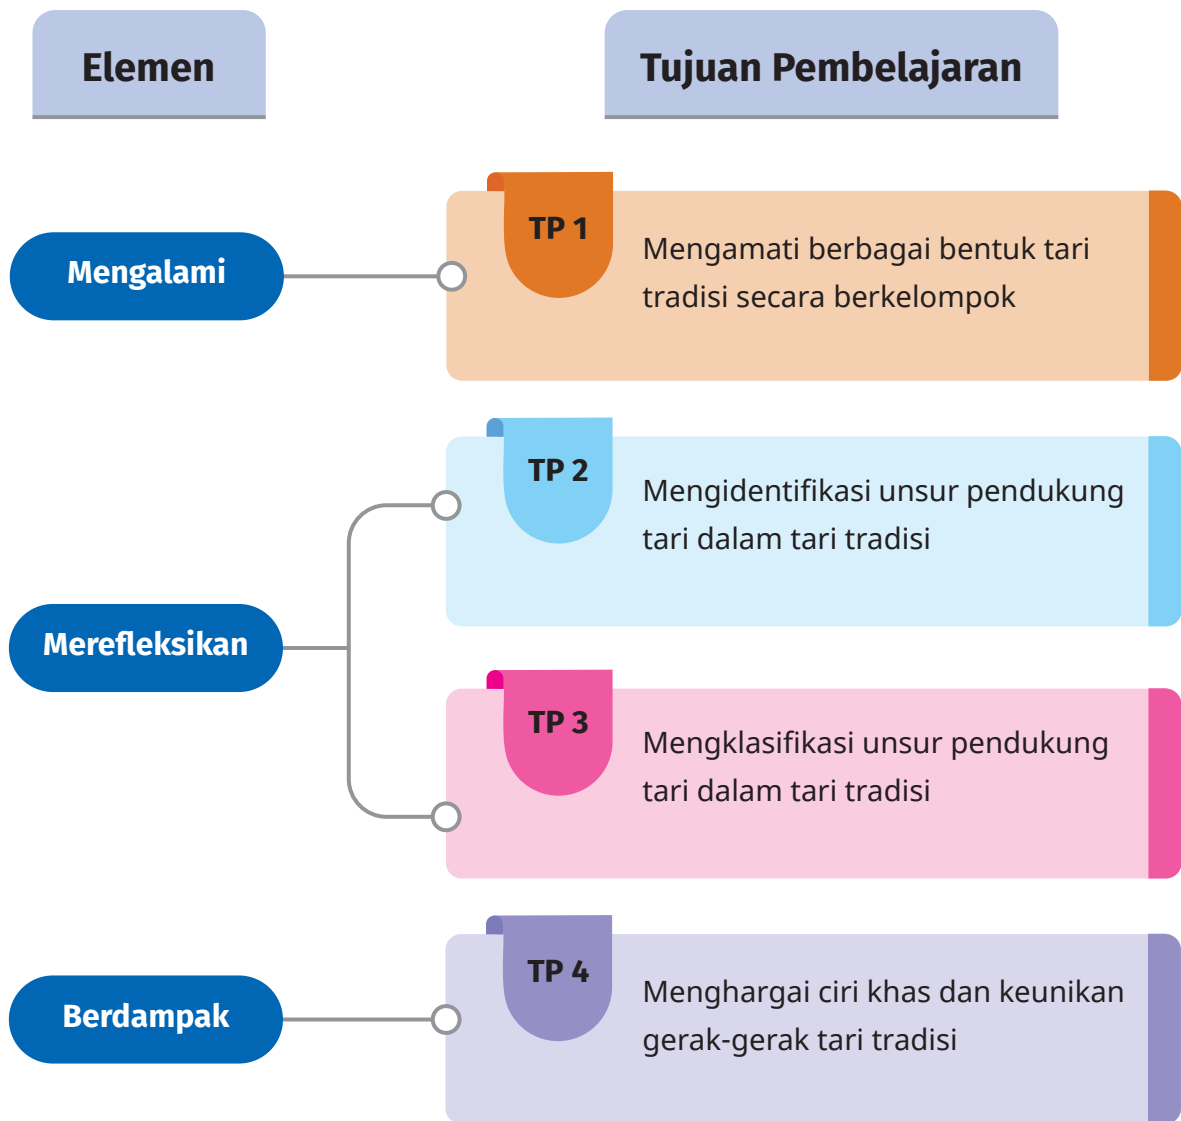 Elemen
Tujuan Pembelajaran
Mengalami
TP 1
Mengamati berbagai bentuk tari
tradisi secara berkelompok
Merefleksikan
TP 2
Mengidentifikasi unsur pendukung
tari dalam tari tradisi
TP 3
Mengklasifikasi unsur pendukung
tari dalam tari tradisi
Berdampak
TP 4
Menghargai ciri khas dan keunikan
gerak-gerak tari tradisi